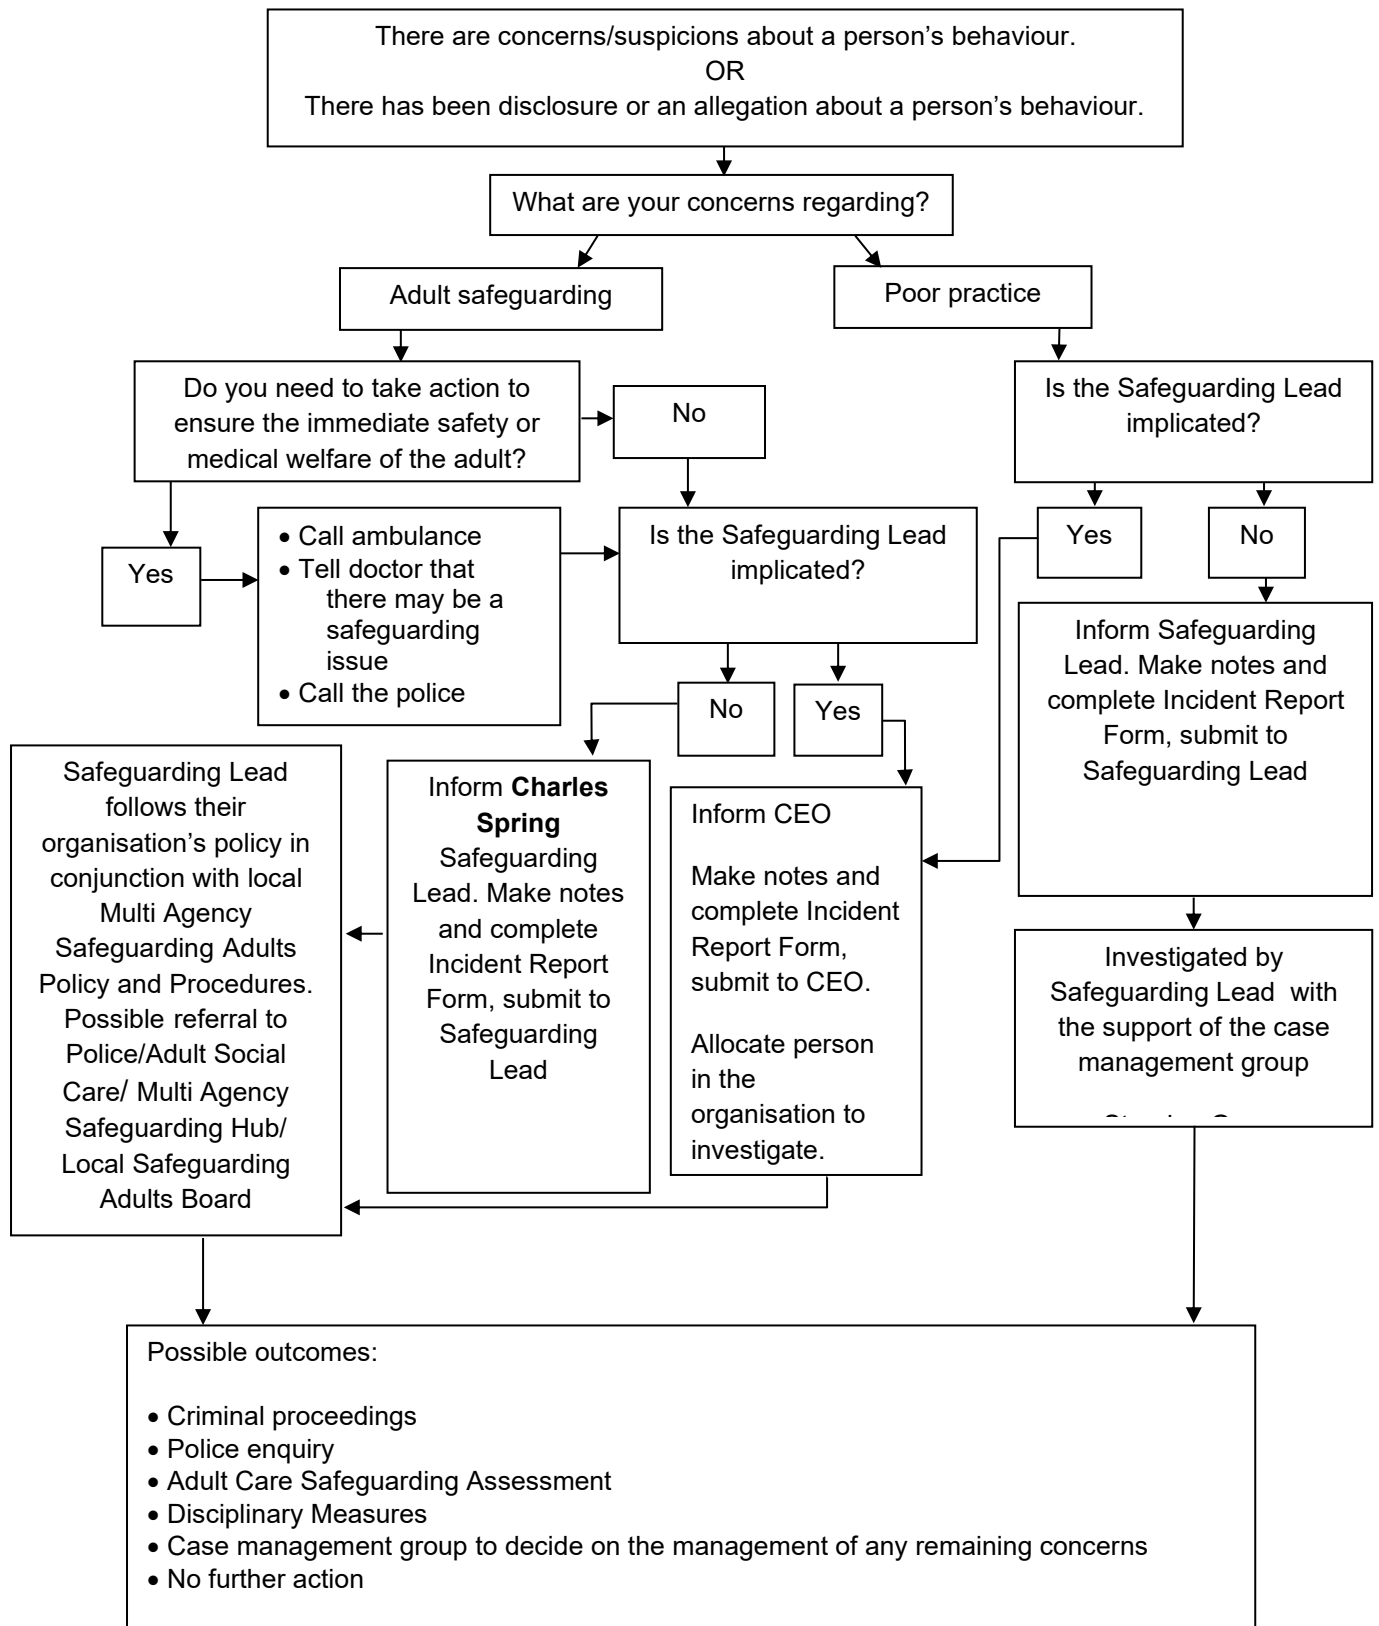 There are concerns/suspicions about a person’s behaviour.
OR
There has been disclosure or an allegation about a person’s behaviour.
What are your concerns regarding?
Adult safeguarding
Poor practice
Do you need to take action to
ensure the immediate safety or
medical welfare of the adult?
No
Is the Safeguarding Lead
implicated?
Yes
No
Yes
• Call ambulance
• Tell doctor that
there may be a
safeguarding
issue
• Call the police
Is the Safeguarding Lead
implicated?
No
Yes
Inform Safeguarding
Lead. Make notes and
complete Incident Report
Form, submit to
Safeguarding Lead
Safeguarding Lead
follows their
organisation’s policy in
conjunction with local
Multi Agency
Safeguarding Adults
Policy and Procedures.
Possible referral to
Police/Adult Social
Care/ Multi Agency
Safeguarding Hub/
Local Safeguarding
Adults Board
Inform Charles
Spring
Safeguarding
Lead. Make notes
and complete
Incident Report
Form, submit to
Safeguarding
Lead
Inform CEO
Make notes and
complete Incident
Report Form,
submit to CEO.
Allocate person
in the
organisation to
investigate.
Investigated by
Safeguarding Lead with
the support of the case
management group
Possible outcomes:
• Criminal proceedings
• Police enquiry
• Adult Care Safeguarding Assessment
• Disciplinary Measures
• Case management group to decide on the management of any remaining concerns
• No further action